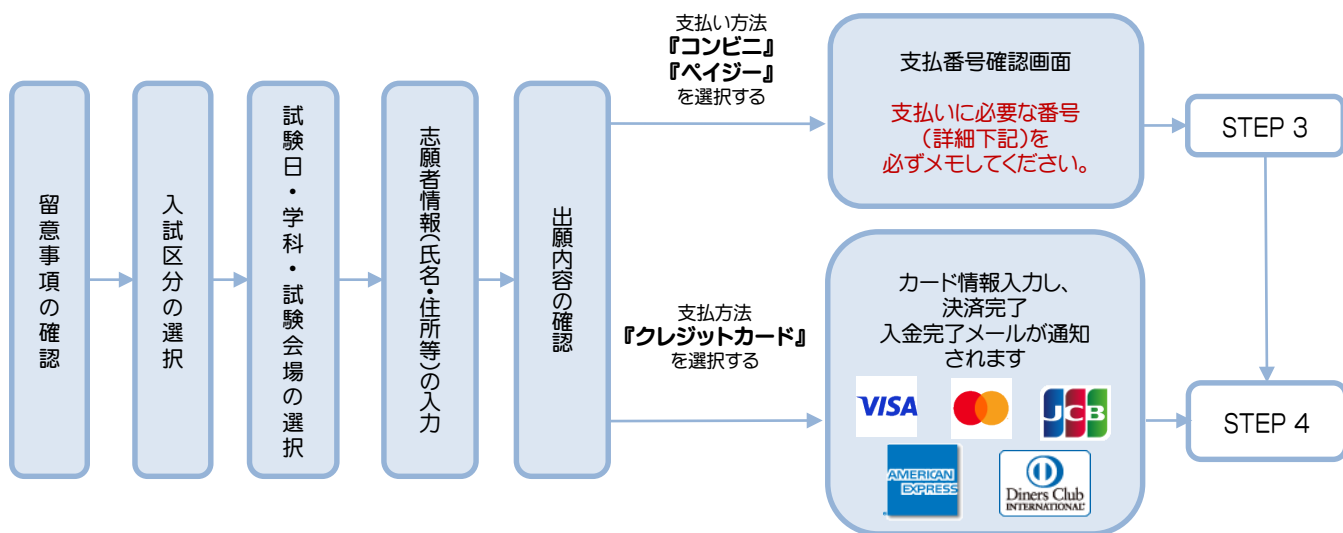 留意事項の確認
入試区分の選択
試験日・学科・試験会場の選択
志願者情報(氏名・住所等)の入力
出願内容の確認
支払い方法
『コンビニ』
『ペイジー』
を選択する
支払番号確認画面
支払いに必要な番号
(詳細下記)を
必ずメモしてください。
STEP 3
支払方法
『クレジットカード』
を選択する
カード情報入力し、
決済完了
入金完了メールが通知
されます
VISA
JCB
AMERICAN
EXPRESS
Diners Club
INTERNATIONAL
STEP 4